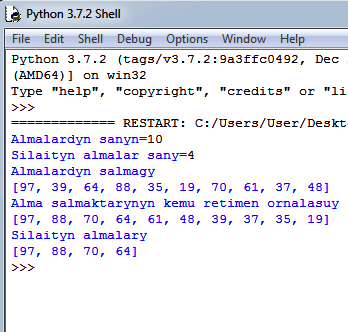 Python 3.7.2 Shell
File Edit Shell Debug Options Window Help
Python 3.7.2 (tags/v3.7.2:9a3ffc0492, Dec
(AMD64)] on win32
Type "help", "copyright", "credits" or "li
>>>
============= RESTART: C:/Users/User/Deskt
Almalardyn sanyn=10
Silaityn almalar sany=4
Almalardyn salmagy
[97, 39, 64, 88, 35, 19, 70, 61, 37, 48]
Alma salmaktarynyn kemu retimen ornalasuy
[97, 88, 70, 64, 61, 48, 39, 37, 35, 19]
Silaityn almalary
[97, 88, 70, 64]
>>>